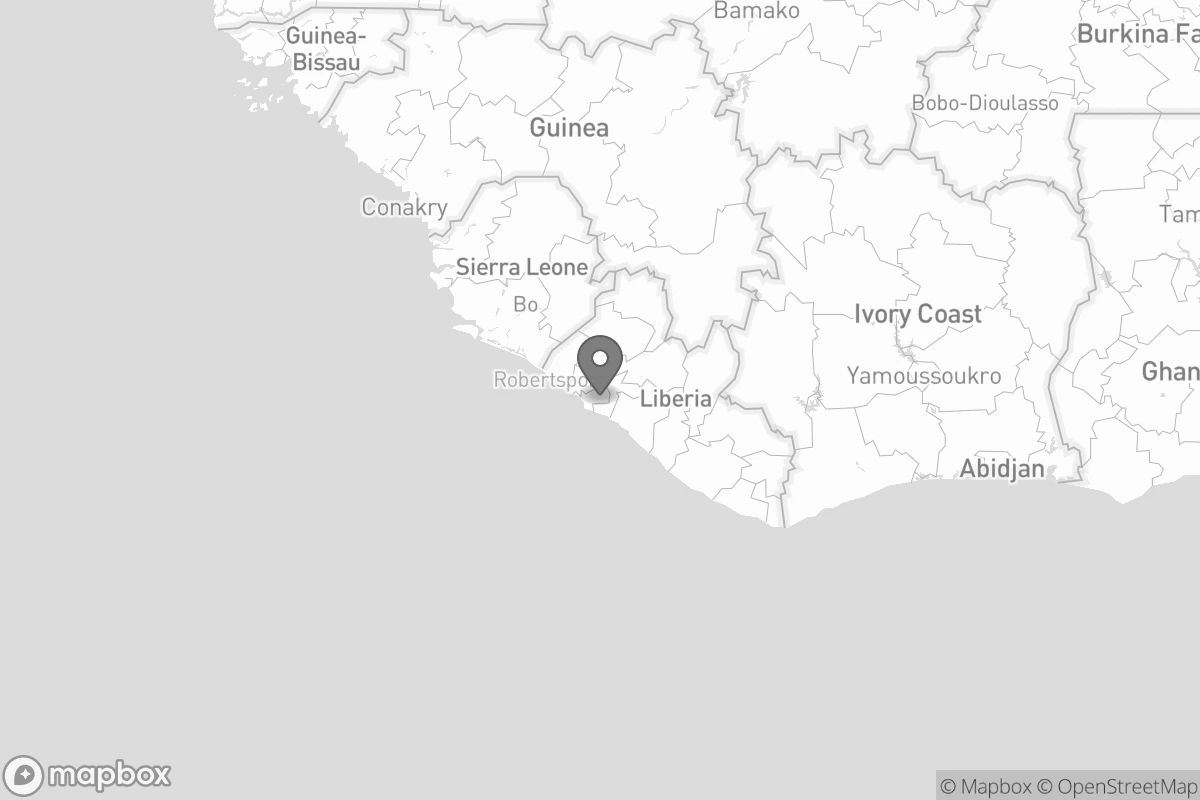 Bamako
Guinea-
Bissau
Burkina Fa
Bobo-Dioulasso
Guinea
Conakry
Tam
Sierra Leone
Bo
Ivory Coast
Robertspo
Liberia
Yamoussoukro
Ghan
Abidjan
mapbox
© Mapbox © OpenStreetMap